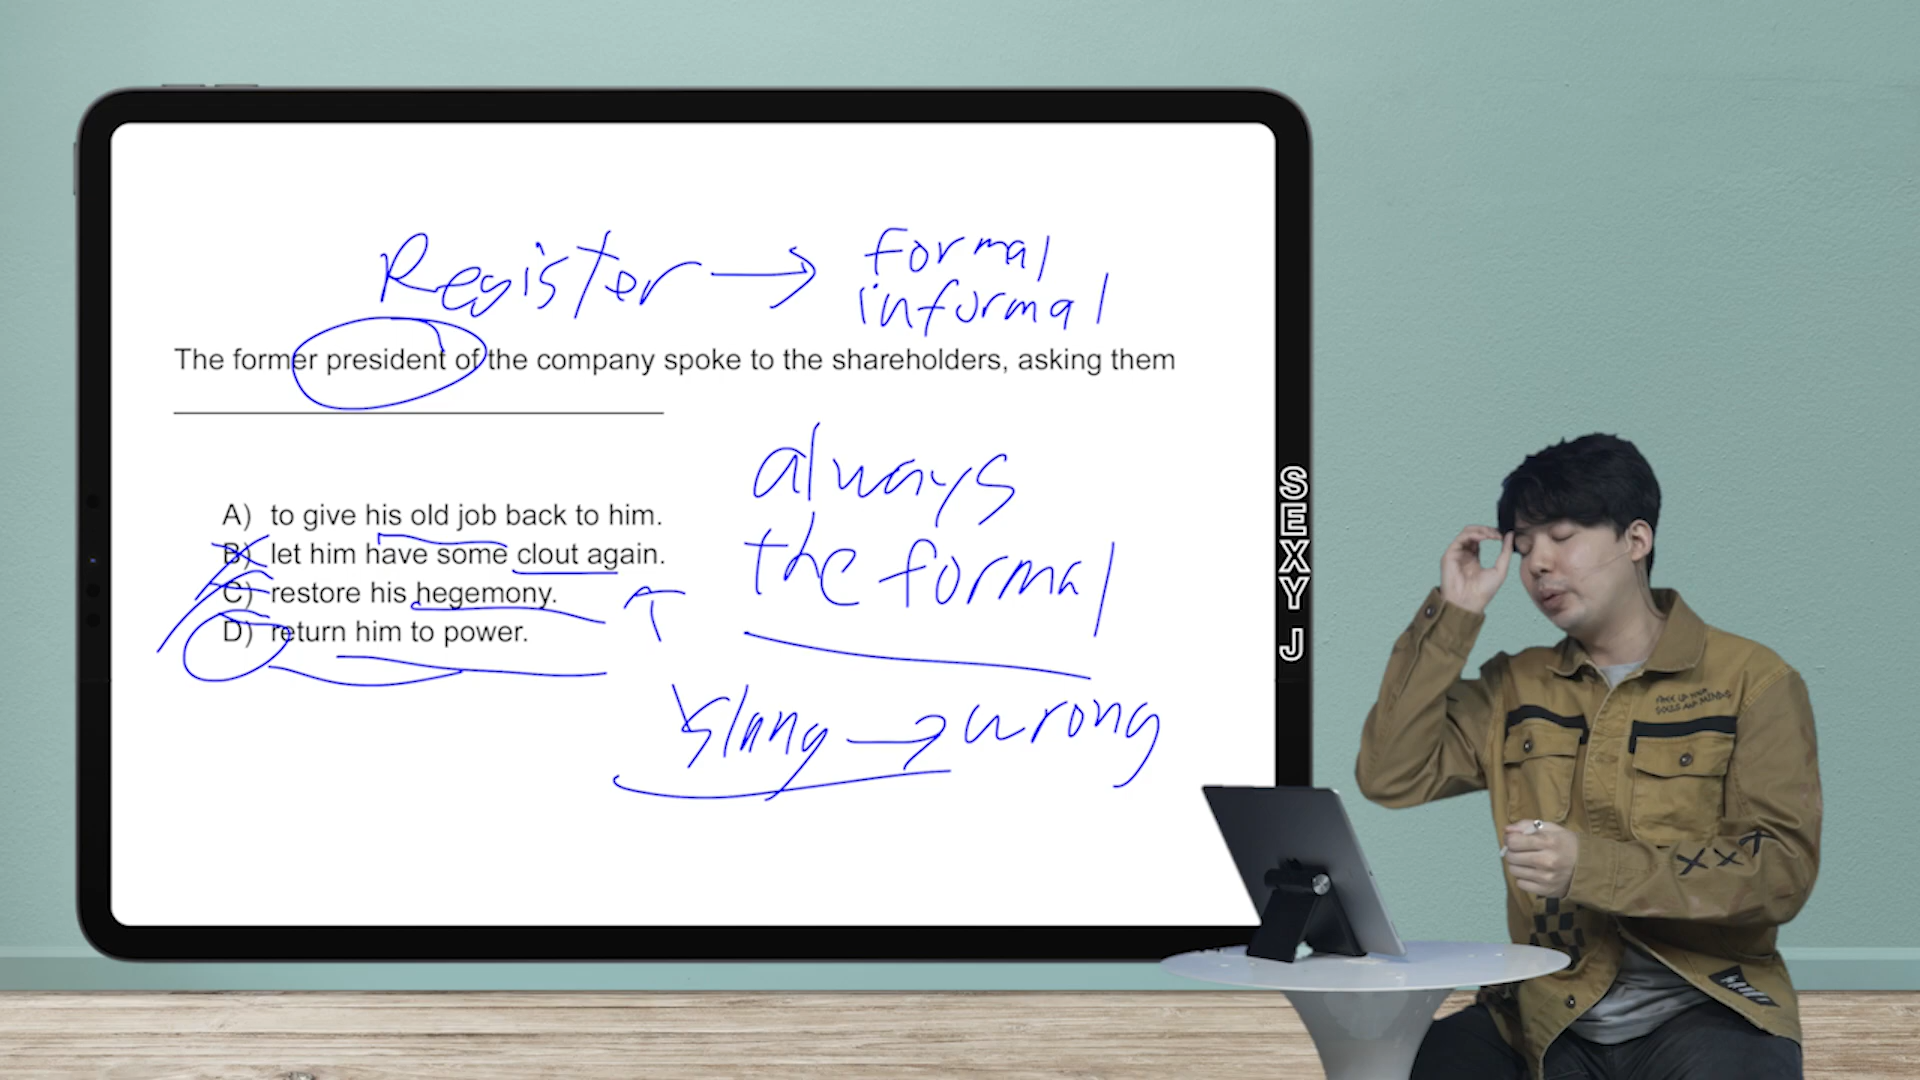 Register → formal
informal
The former president of the company spoke to the shareholders, asking them
A) to give his old job back to him.
B) let him have some clout again.
C) restore his hegemony.
D) return him to power.
always
the formal
slang → wrong
SEXY J